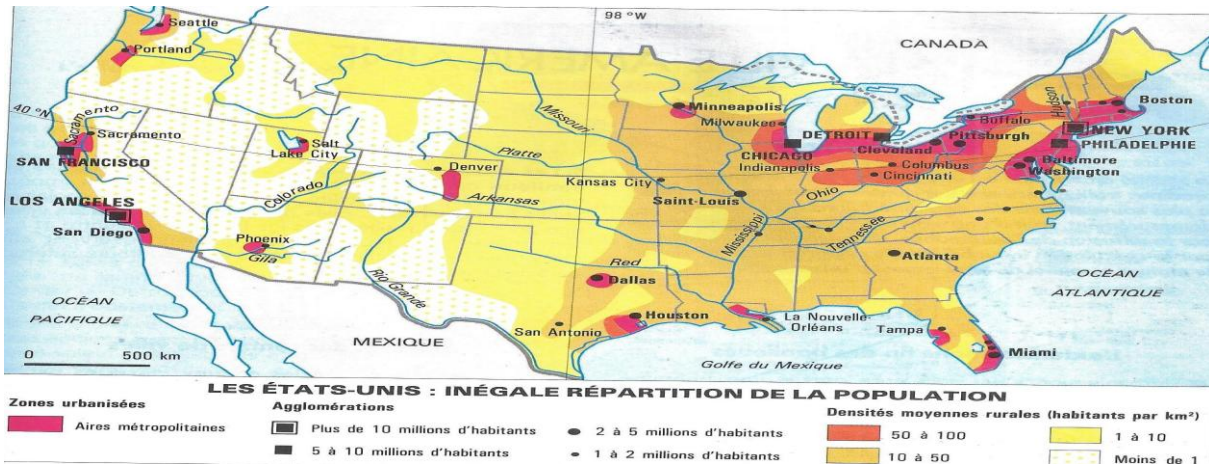 98 °W
Seattle
Portland
CANADA
40 °N
Sacramento
Sacramento
SAN FRANCISCO
Salt
Lake City
Missouri
Platte
Minneapolis
Milwaukee
DETROIT
CHICAGO
Buffalo
Hudson
Boston
NEW YORK
PHILADELPHIE
Cleveland
Pittsburgh
Baltimore
Washington
Indianapolis
Columbus
Cincinnati
Denver
Kansas City
Saint-Louis
Ohio
Colorado
Arkansas
LOS ANGELES
San Diego
Phoenix
Gila
Mississippi
Tennessee
Atlanta
Red
Dallas
Rio Grande
OCÉAN
PACIFIQUE
OCÉAN
ATLANTIQUE
MEXIQUE
San Antonio
Houston
La Nouvelle-
Orléans
Tampa
Miami
Golfe du Mexique
0 500 km
LES ÉTATS-UNIS : INÉGALE RÉPARTITION DE LA POPULATION
Zones urbanisées
Aires métropolitaines
Agglomérations
Plus de 10 millions d'habitants
5 à 10 millions d'habitants
2 à 5 millions d'habitants
1 à 2 millions d'habitants
Densités moyennes rurales (habitants par km²)
50 à 100
10 à 50
1 à 10
Moins de 1